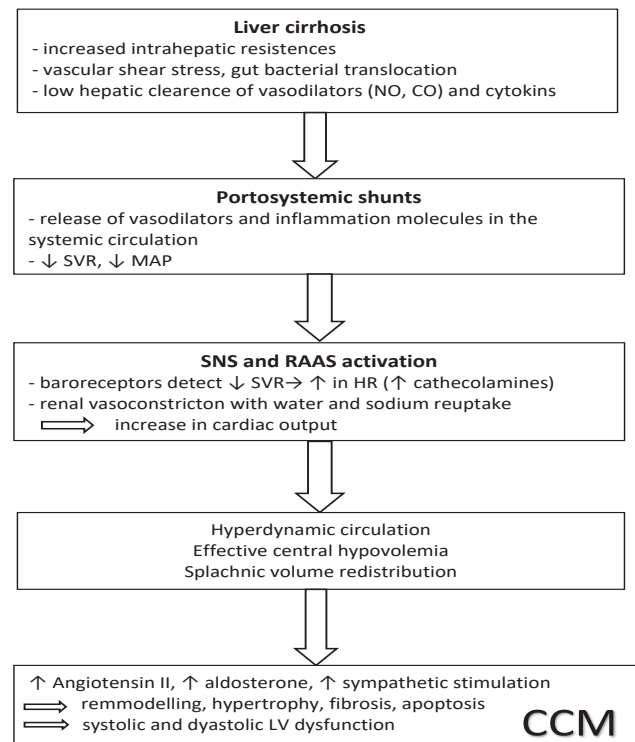 Liver cirrhosis
- increased intrahepatic resistences
- vascular shear stress, gut bacterial translocation
- low hepatic clearence of vasodilators (NO, CO) and cytokins
Portosystemic shunts
- release of vasodilators and inflammation molecules in the
systemic circulation
- ↓ SVR, ↓ MAP
SNS and RAAS activation
- baroreceptors detect ↓ SVR→ ↑ in HR (↑ cathecolamines)
- renal vasoconstricton with water and sodium reuptake
increase in cardiac output
Hyperdynamic circulation
Effective central hypovolemia
Splachnic volume redistribution
↑ Angiotensin II, ↑ aldosterone, ↑ sympathetic stimulation
remmodelling, hypertrophy, fibrosis, apoptosis
systolic and dyastolic LV dysfunction
CCM